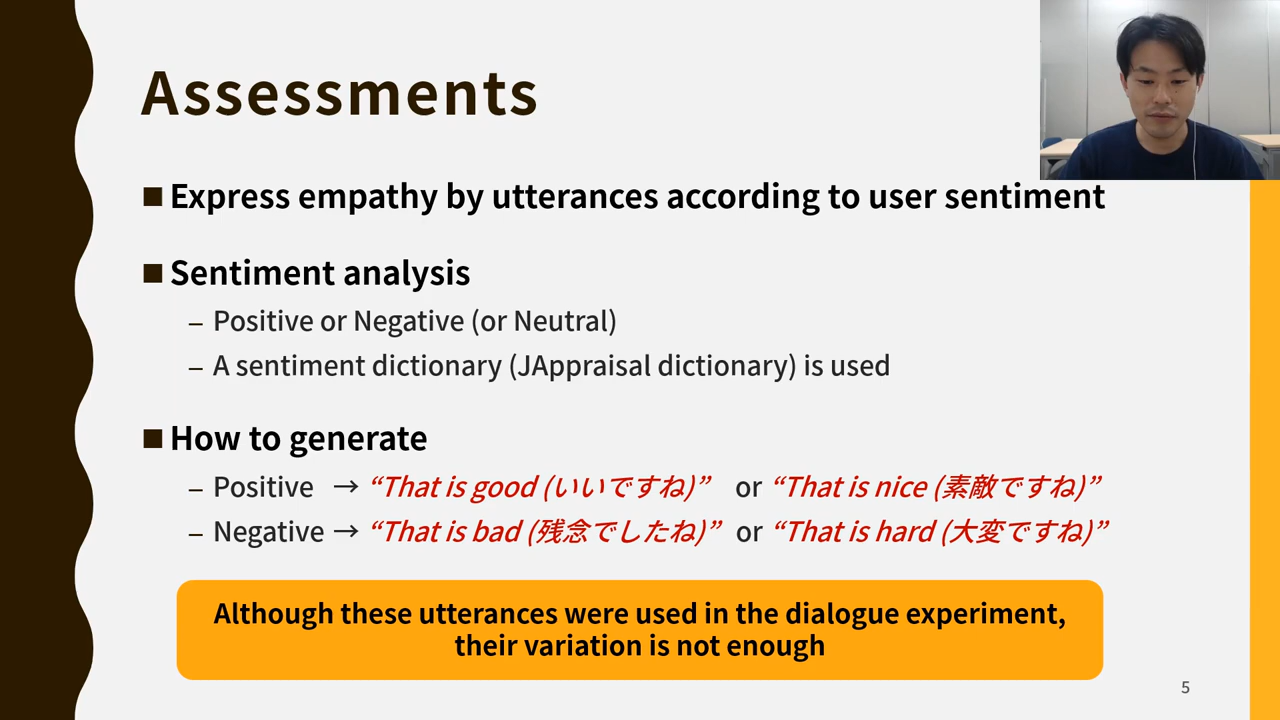 Assessments
■ Express empathy by utterances according to user sentiment
■ Sentiment analysis
– Positive or Negative (or Neutral)
– A sentiment dictionary (JAppraisal dictionary) is used
■ How to generate
– Positive → “That is good (いいですね)” or “That is nice (素敵ですね)”
– Negative → “That is bad (残念でしたね)” or “That is hard (大変ですね)”
Although these utterances were used in the dialogue experiment,
their variation is not enough
5